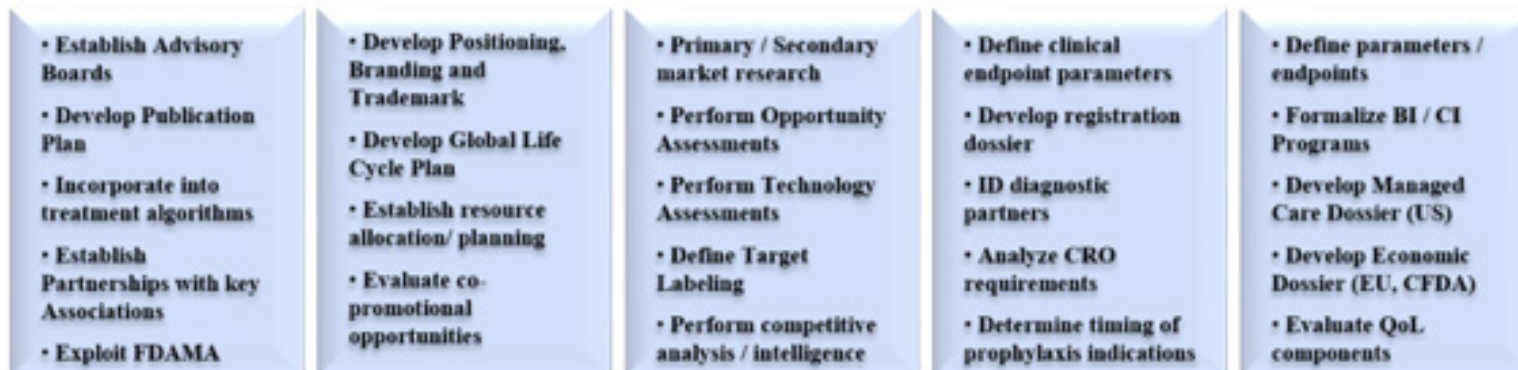 • Establish Advisory
Boards
• Develop Publication
Plan
• Incorporate into
treatment algorithms
• Establish
Partnerships with key
Associations
• Exploit FDAMA
• Develop Positioning,
Branding and
Trademark
• Develop Global Life
Cycle Plan
• Establish resource
allocation/ planning
• Evaluate co-
promotional
opportunities
• Primary / Secondary
market research
• Perform Opportunity
Assessments
• Perform Technology
Assessments
• Define Target
Labeling
• Perform competitive
analysis / intelligence
• Define clinical
endpoint parameters
• Develop registration
dossier
• ID diagnostic
partners
• Analyze CRO
requirements
• Determine timing of
prophylaxis indications
• Define parameters /
endpoints
• Formalize BI / CI
Programs
• Develop Managed
Care Dossier (US)
• Develop Economic
Dossier (EU, CFDA)
• Evaluate QoL
components